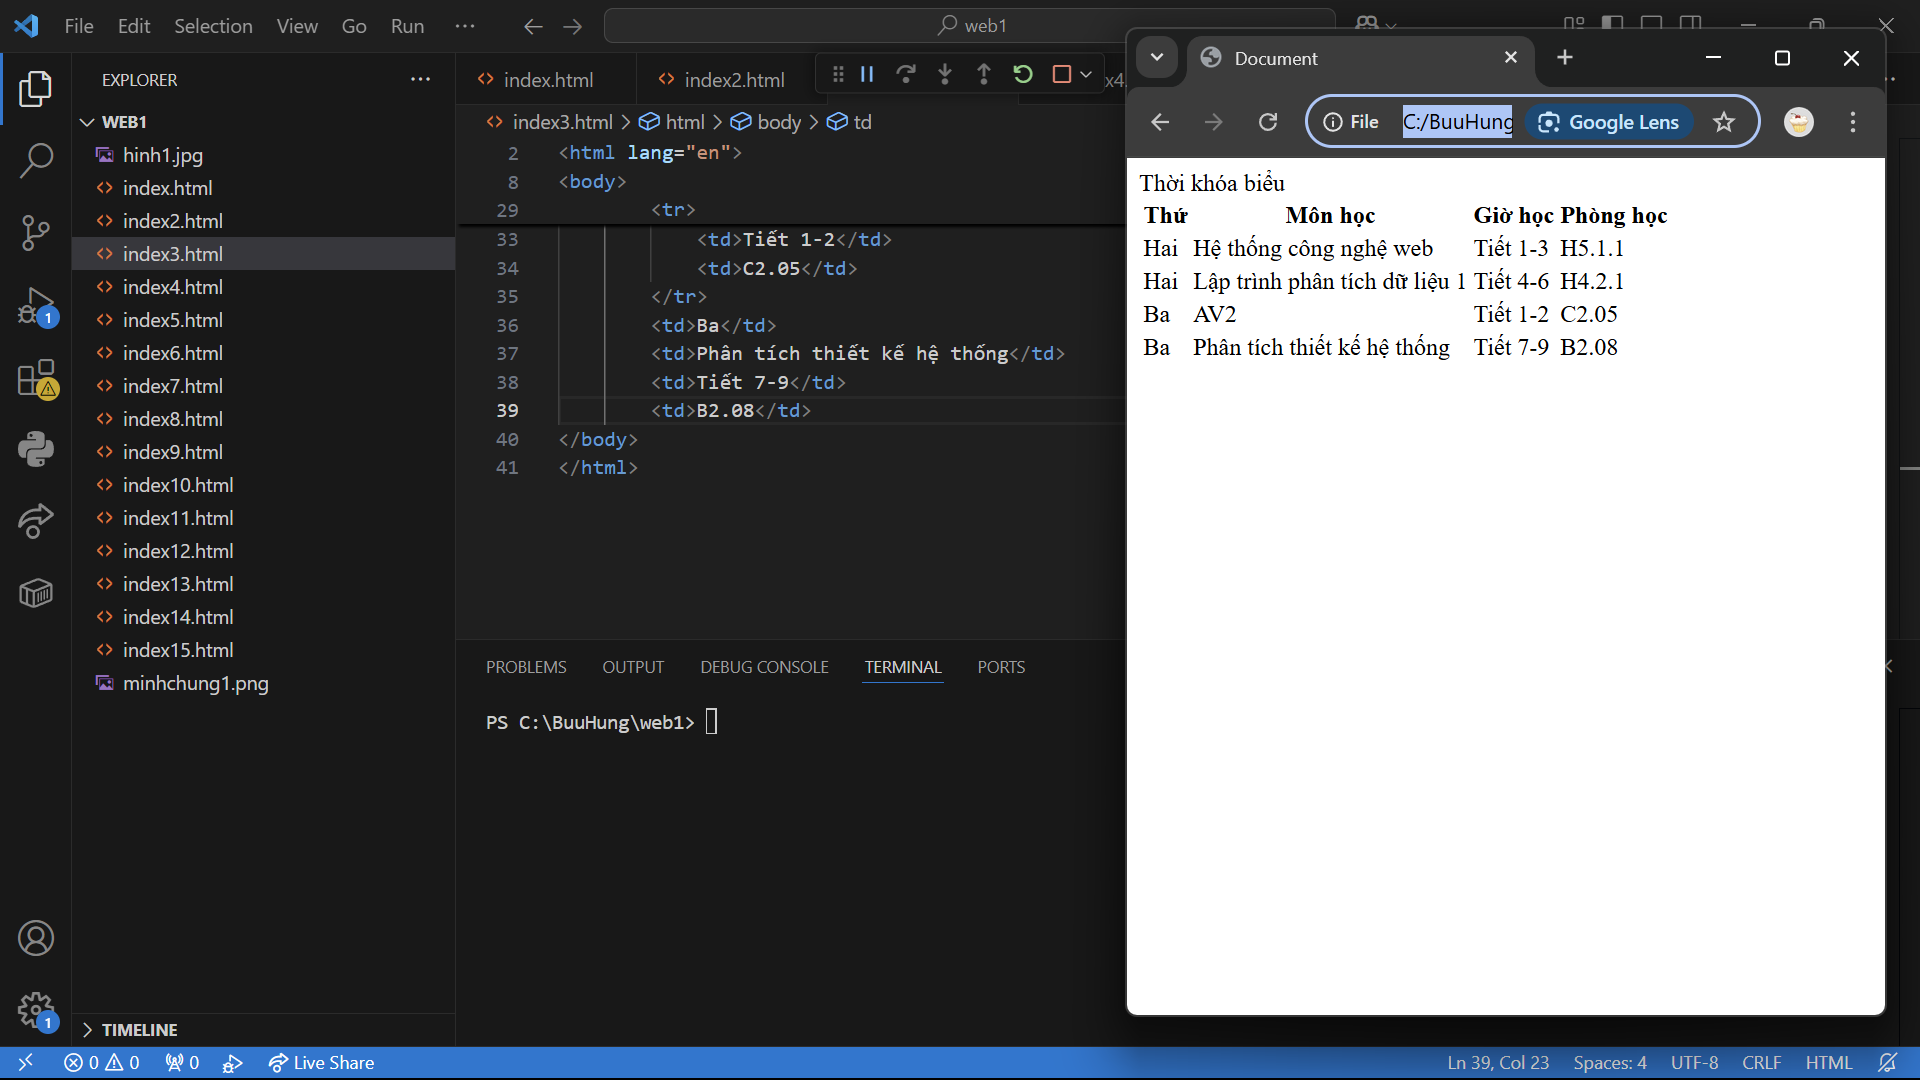 File Edit Selection View Go Run
web1
EXPLORER
WEB1
hinh1.jpg
index.html
index2.html
index3.html
index4.html
index5.html
index6.html
index7.html
index8.html
index9.html
index10.html
index11.html
index12.html
index13.html
index14.html
index15.html
minhchung1.png
TIMELINE
index.html index2.html x4.
index3.html > html > body > td
2 <html lang="en">
8 <body>
29 <tr>
33 <td>Tiết 1-2</td>
34 <td>C2.05</td>
35 </tr>
36 <td>Ba</td>
37 <td>Phân tích thiết kế hệ thống</td>
38 <td>Tiết 7-9</td>
39 <td>B2.08</td>
40 </body>
41 </html>
PROBLEMS OUTPUT DEBUG CONSOLE TERMINAL PORTS
PS C:\BuuHung\web1>
Document
File C:/BuuHung Google Lens
Thời khóa biểu
Thứ Môn học Giờ học Phòng học
Hai Hệ thống công nghệ web Tiết 1-3 H5.1.1
Hai Lập trình phân tích dữ liệu 1 Tiết 4-6 H4.2.1
Ba AV2 Tiết 1-2 C2.05
Ba Phân tích thiết kế hệ thống Tiết 7-9 B2.08
1
1
0 0 0 Live Share Ln 39, Col 23 Spaces: 4 UTF-8 CRLF HTML